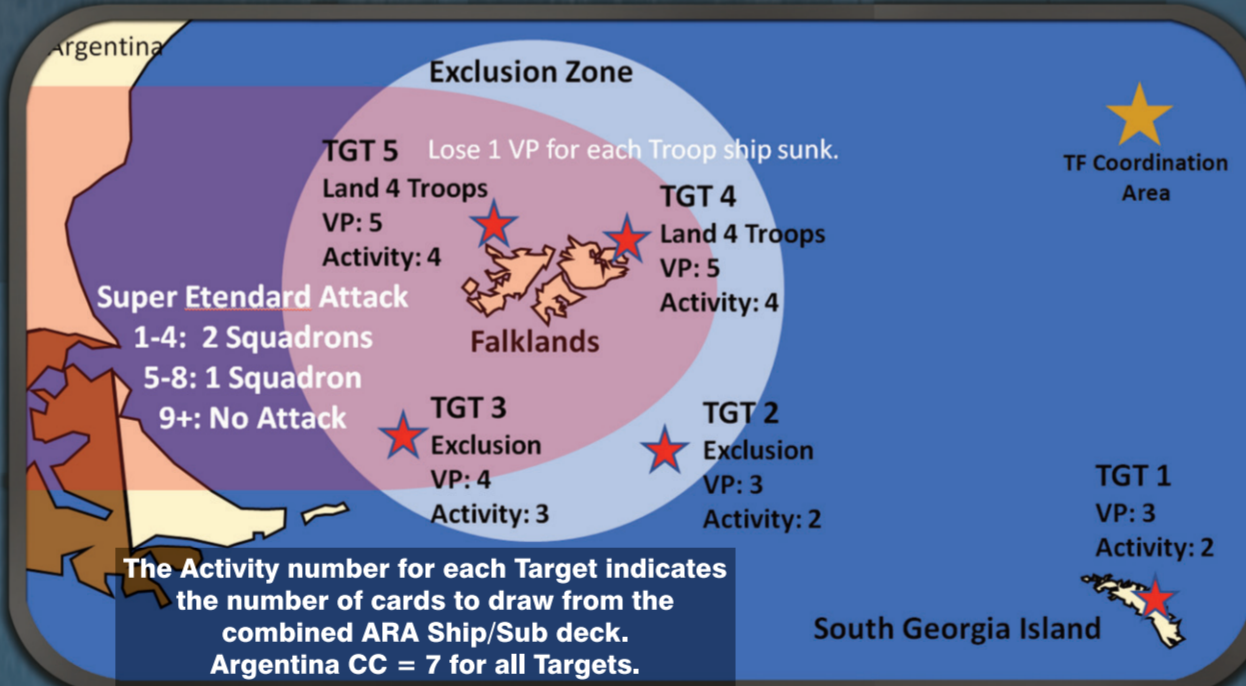 Argentina
Exclusion Zone
TGT 5
Land 4 Troops
VP: 5
Activity: 4
Lose 1 VP for each Troop ship sunk.
TGT 4
Land 4 Troops
VP: 5
Activity: 4
TF Coordination
Area
Super Etendard Attack
1-4: 2 Squadrons
5-8: 1 Squadron
9+: No Attack
Falklands
TGT 3
Exclusion
VP: 4
Activity: 3
TGT 2
Exclusion
VP: 3
Activity: 2
TGT 1
VP: 3
Activity: 2
South Georgia Island
The Activity number for each Target indicates
the number of cards to draw from the
combined ARA Ship/Sub deck.
Argentina CC = 7 for all Targets.